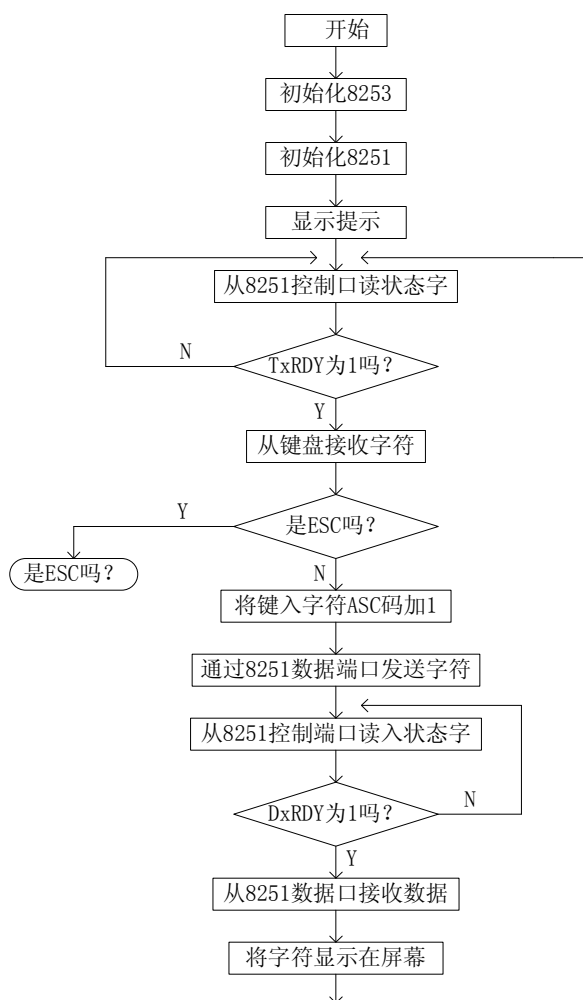 开始
初始化8253
初始化8251
显示提示
从8251控制口读状态字
N
TxRDY为1吗?
Y
从键盘接收字符
Y
是ESC吗?
是ESC吗?
N
将键入字符ASC码加1
通过8251数据端口发送字符
从8251控制端口读入状态字
DxRDY为1吗?
N
Y
从8251数据口接收数据
将字符显示在屏幕